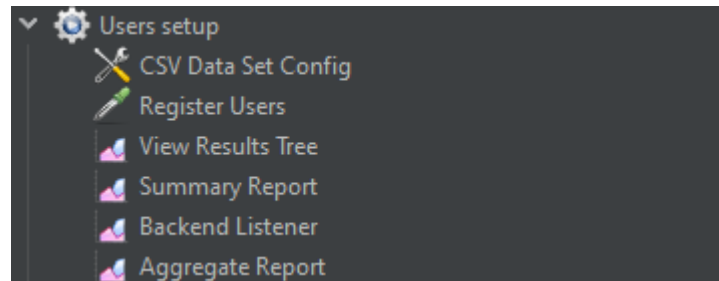 Users setup
CSV Data Set Config
Register Users
View Results Tree
Summary Report
Backend Listener
Aggregate Report